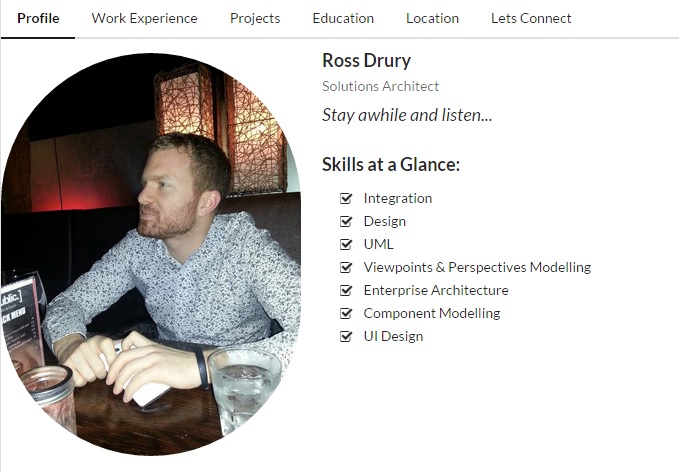 Profile Work Experience Projects Education Location Lets Connect
Ross Drury
Solutions Architect
Stay awhile and listen...
Skills at a Glance:
Integration
Design
UML
Viewpoints & Perspectives Modelling
Enterprise Architecture
Component Modelling
UI Design
ublic.]
ACK MENU